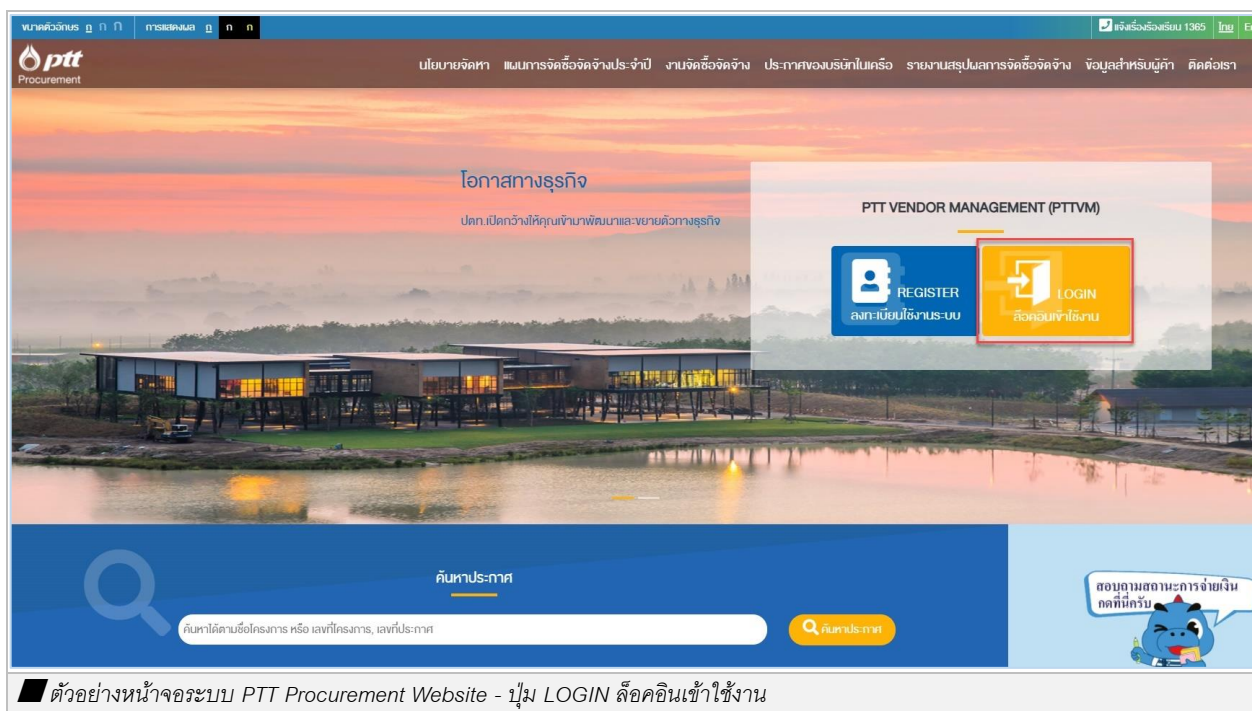 ขนาดตัวอักษร ก ก ก การแสดงผล ก ก ก
แจ้งเรื่องร้องเรียน 1365 ไทย
ptt
Procurement
นโยบายจัดหา แผนการจัดซื้อจัดจ้างประจำปี งานจัดซื้อจัดจ้าง ประกาศของบริษัทในเครือ รายงานสรุปผลการจัดซื้อจัดจ้าง ข้อมูลสำหรับผู้ค้า ติดต่อเรา
โอกาสทางธุรกิจ
ปตท.เปิดกว้างให้คุณเข้ามาพัฒนาและขยายตัวทางธุรกิจ
PTT VENDOR MANAGEMENT (PTTVM)
REGISTER
ลงทะเบียนใช้งานระบบ
LOGIN
ล็อคอินเข้าใช้งาน
ค้นหาประกาศ
ค้นหาได้ตามชื่อโครงการ หรือ เลขที่โครงการ, เลขที่ประกาศ
ค้นหาประกาศ
สอบถามสถานะการจ่ายเงิน
กดที่นี่ครับ
ตัวอย่างหน้าจอระบบ PTT Procurement Website - ปุ่ม LOGIN ล็อคอินเข้าใช้งาน